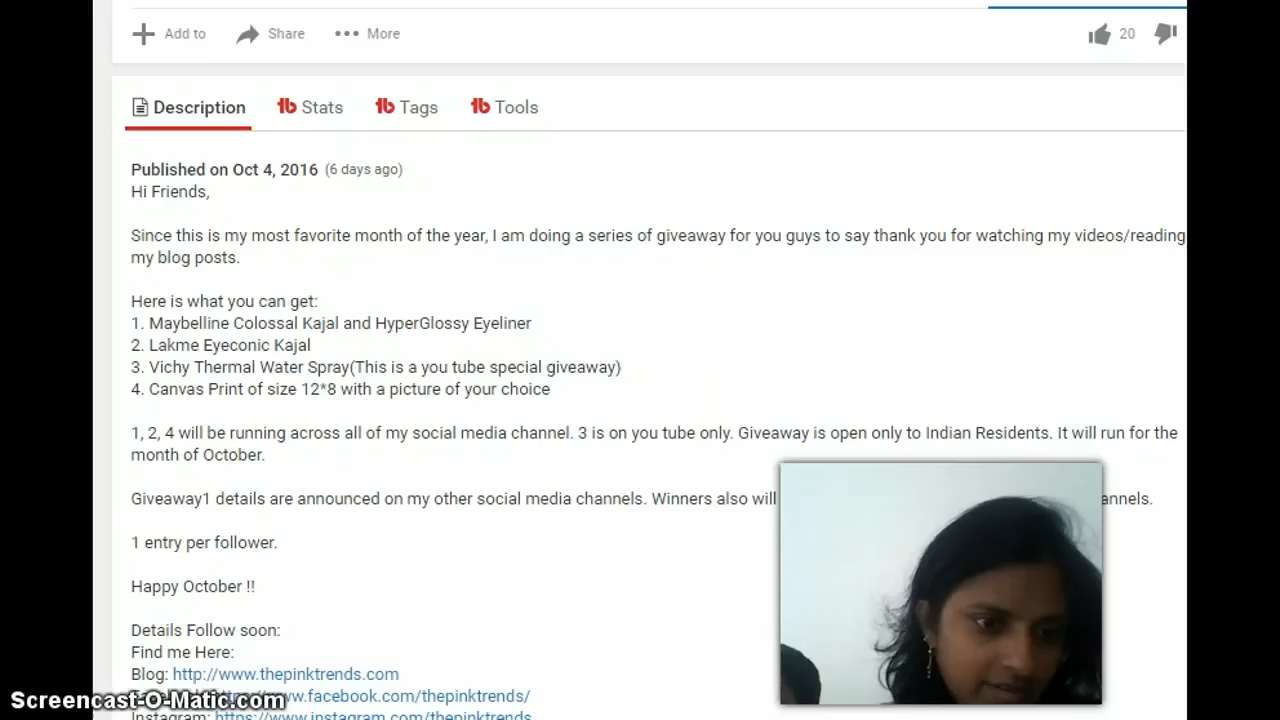 Add to Share More 20
Description Stats Tags Tools
Published on Oct 4, 2016 (6 days ago)
Hi Friends,
Since this is my most favorite month of the year, I am doing a series of giveaway for you guys to say thank you for watching my videos/reading
my blog posts.
Here is what you can get:
1. Maybelline Colossal Kajal and HyperGlossy Eyeliner
2. Lakme Eyeconic Kajal
3. Vichy Thermal Water Spray(This is a you tube special giveaway)
4. Canvas Print of size 12*8 with a picture of your choice
1, 2, 4 will be running across all of my social media channel. 3 is on you tube only. Giveaway is open only to Indian Residents. It will run for the
month of October.
Giveaway1 details are announced on my other social media channels. Winners also will annels.
1 entry per follower.
Happy October !!
Details Follow soon:
Find me Here:
Blog: http://www.thepinktrends.com
www.facebook.com/thepinktrends/
Instagram: https://www.instagram.com/thepinktrends
Screencast-O-Matic.com